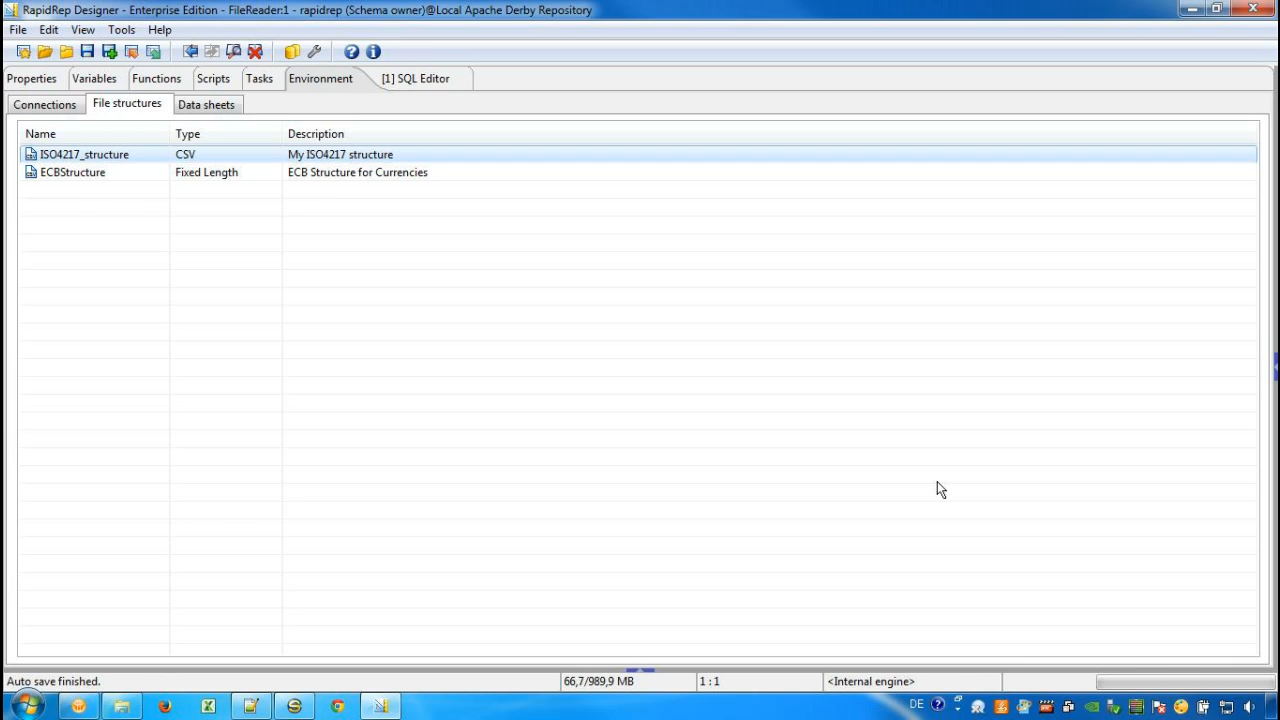 RapidRep Designer - Enterprise Edition - FileReader:1 - rapidrep (Schema owner)@Local Apache Derby Repository
File Edit View Tools Help
Properties Variables Functions Scripts Tasks Environment [1] SQL Editor
Connections File structures Data sheets
Name Type Description
ISO4217_structure CSV My ISO4217 structure
ECBStructure Fixed Length ECB Structure for Currencies
Auto save finished. 66,7/989,9 MB 1 : 1 <Internal engine>
DE